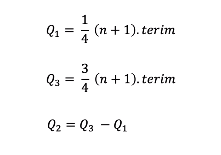 Q₁ = 1/4 (n + 1). terim
Q₃ = 3/4 (n + 1). terim
Q₂ = Q₃ − Q₁